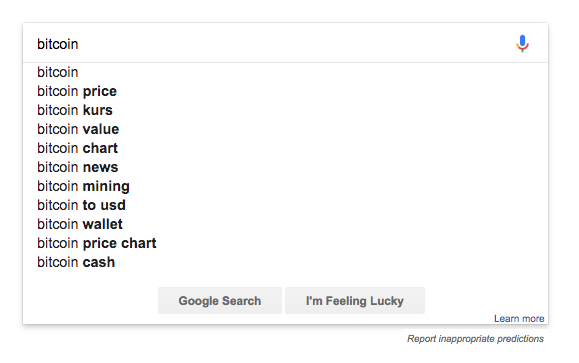 bitcoin
bitcoin
bitcoin price
bitcoin kurs
bitcoin value
bitcoin chart
bitcoin news
bitcoin mining
bitcoin to usd
bitcoin wallet
bitcoin price chart
bitcoin cash
Google Search I'm Feeling Lucky
Learn more
Report inappropriate predictions